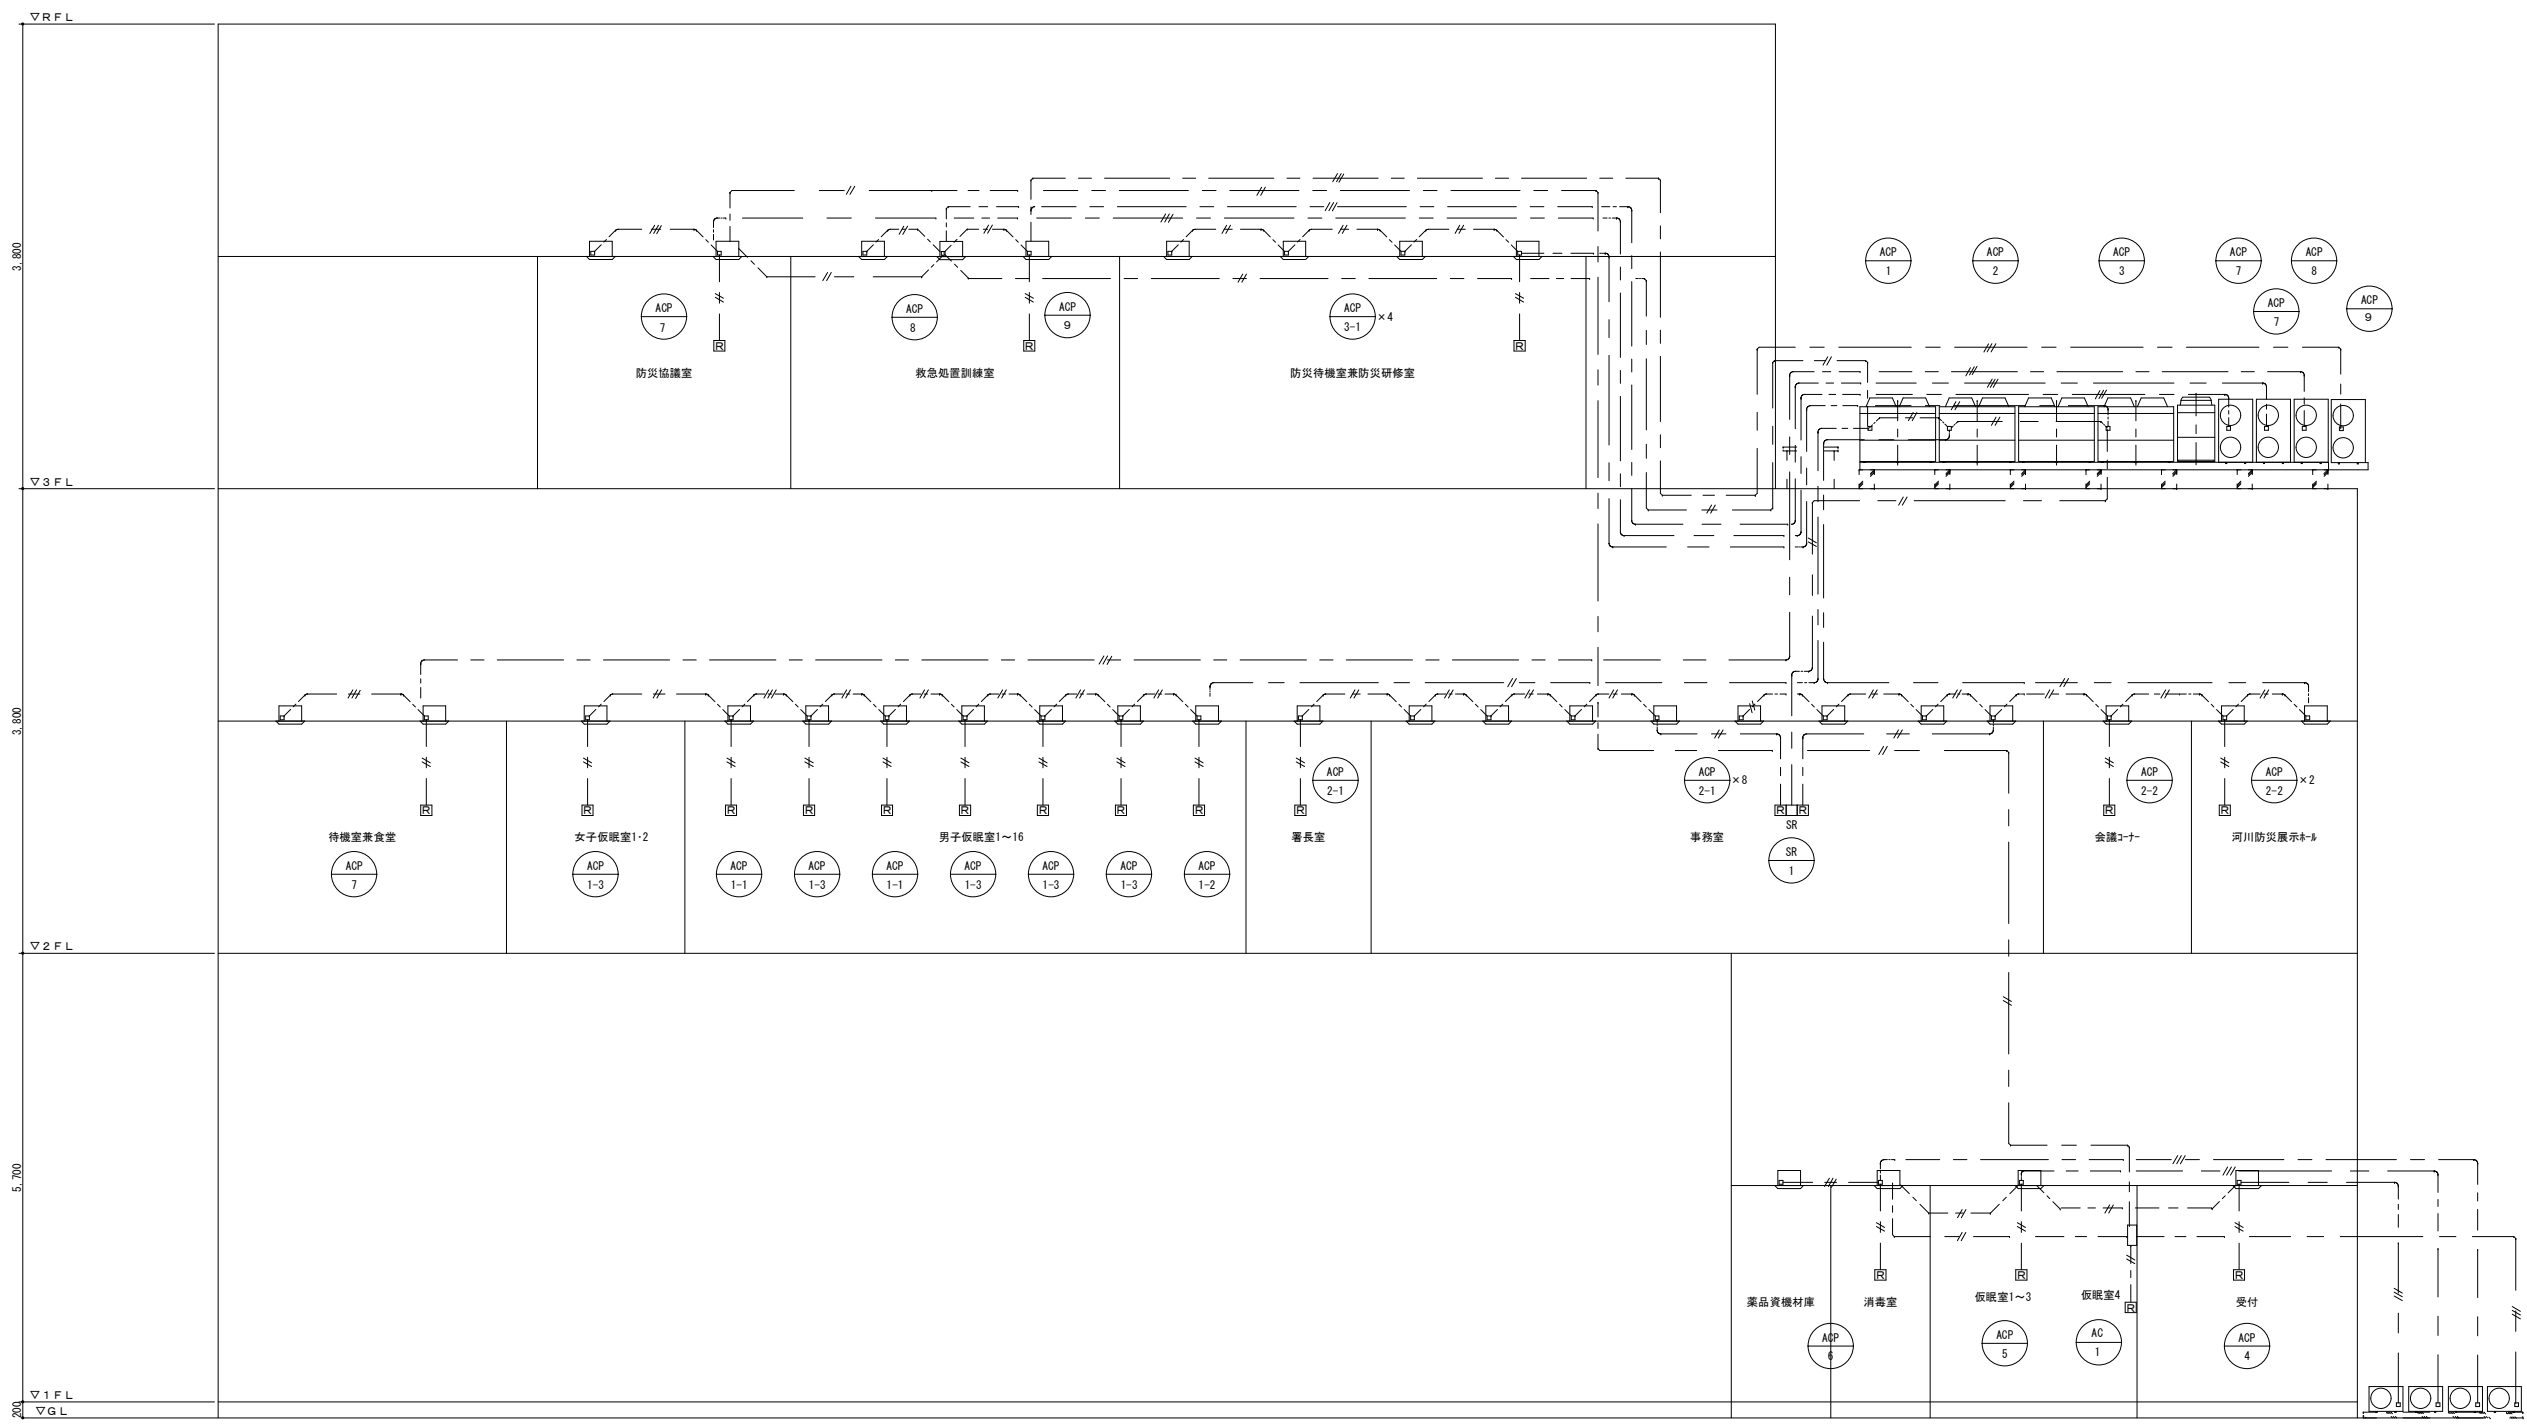 ▽RFL
3,800
ACP
7
ACP
8
ACP
9
ACP
3-1
×4
R
R
R
防災協議室
救急処置訓練室
防災待機室兼防災研修室
ACP
1
ACP
2
ACP
3
ACP
7
ACP
8
ACP
7
ACP
9
▽3FL
3,800
ACP
2-1
ACP
2-1
×8
ACP
2-2
ACP
2-2
×2
R
R
R
R
R
R
R
R
R
R
R
R
R
R
待機室兼食堂
女子仮眠室1・2
男子仮眠室1～16
署長室
事務室
SR
会議コーナー
河川防災展示ホール
ACP
7
ACP
1-3
ACP
1-1
ACP
1-3
ACP
1-1
ACP
1-3
ACP
1-3
ACP
1-3
ACP
1-2
SR
1
▽2FL
5,700
R
R
R
R
薬品資機材庫
消毒室
仮眠室1～3
仮眠室4
受付
ACP
6
ACP
5
AC
1
ACP
4
▽1FL
200
▽GL